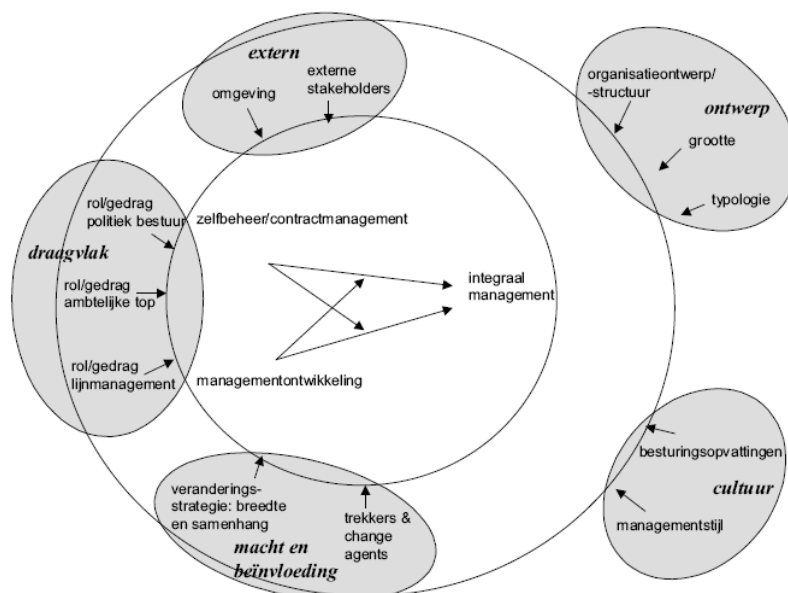 extern
externe
stakeholders
omgeving
organisatieontwerp/
-structuur
ontwerp
grootte
typologie
rol/gedrag
politiek bestuur
draagvlak
rol/gedrag
ambtelijke top
rol/gedrag
lijnmanagement
zelfbeheer/contractmanagement
integraal
management
managementontwikkeling
besturingsopvattingen
cultuur
managementstijl
veranderings-
strategie: breedte
en samenhang
trekkers &
change
agents
macht en
beïnvloeding